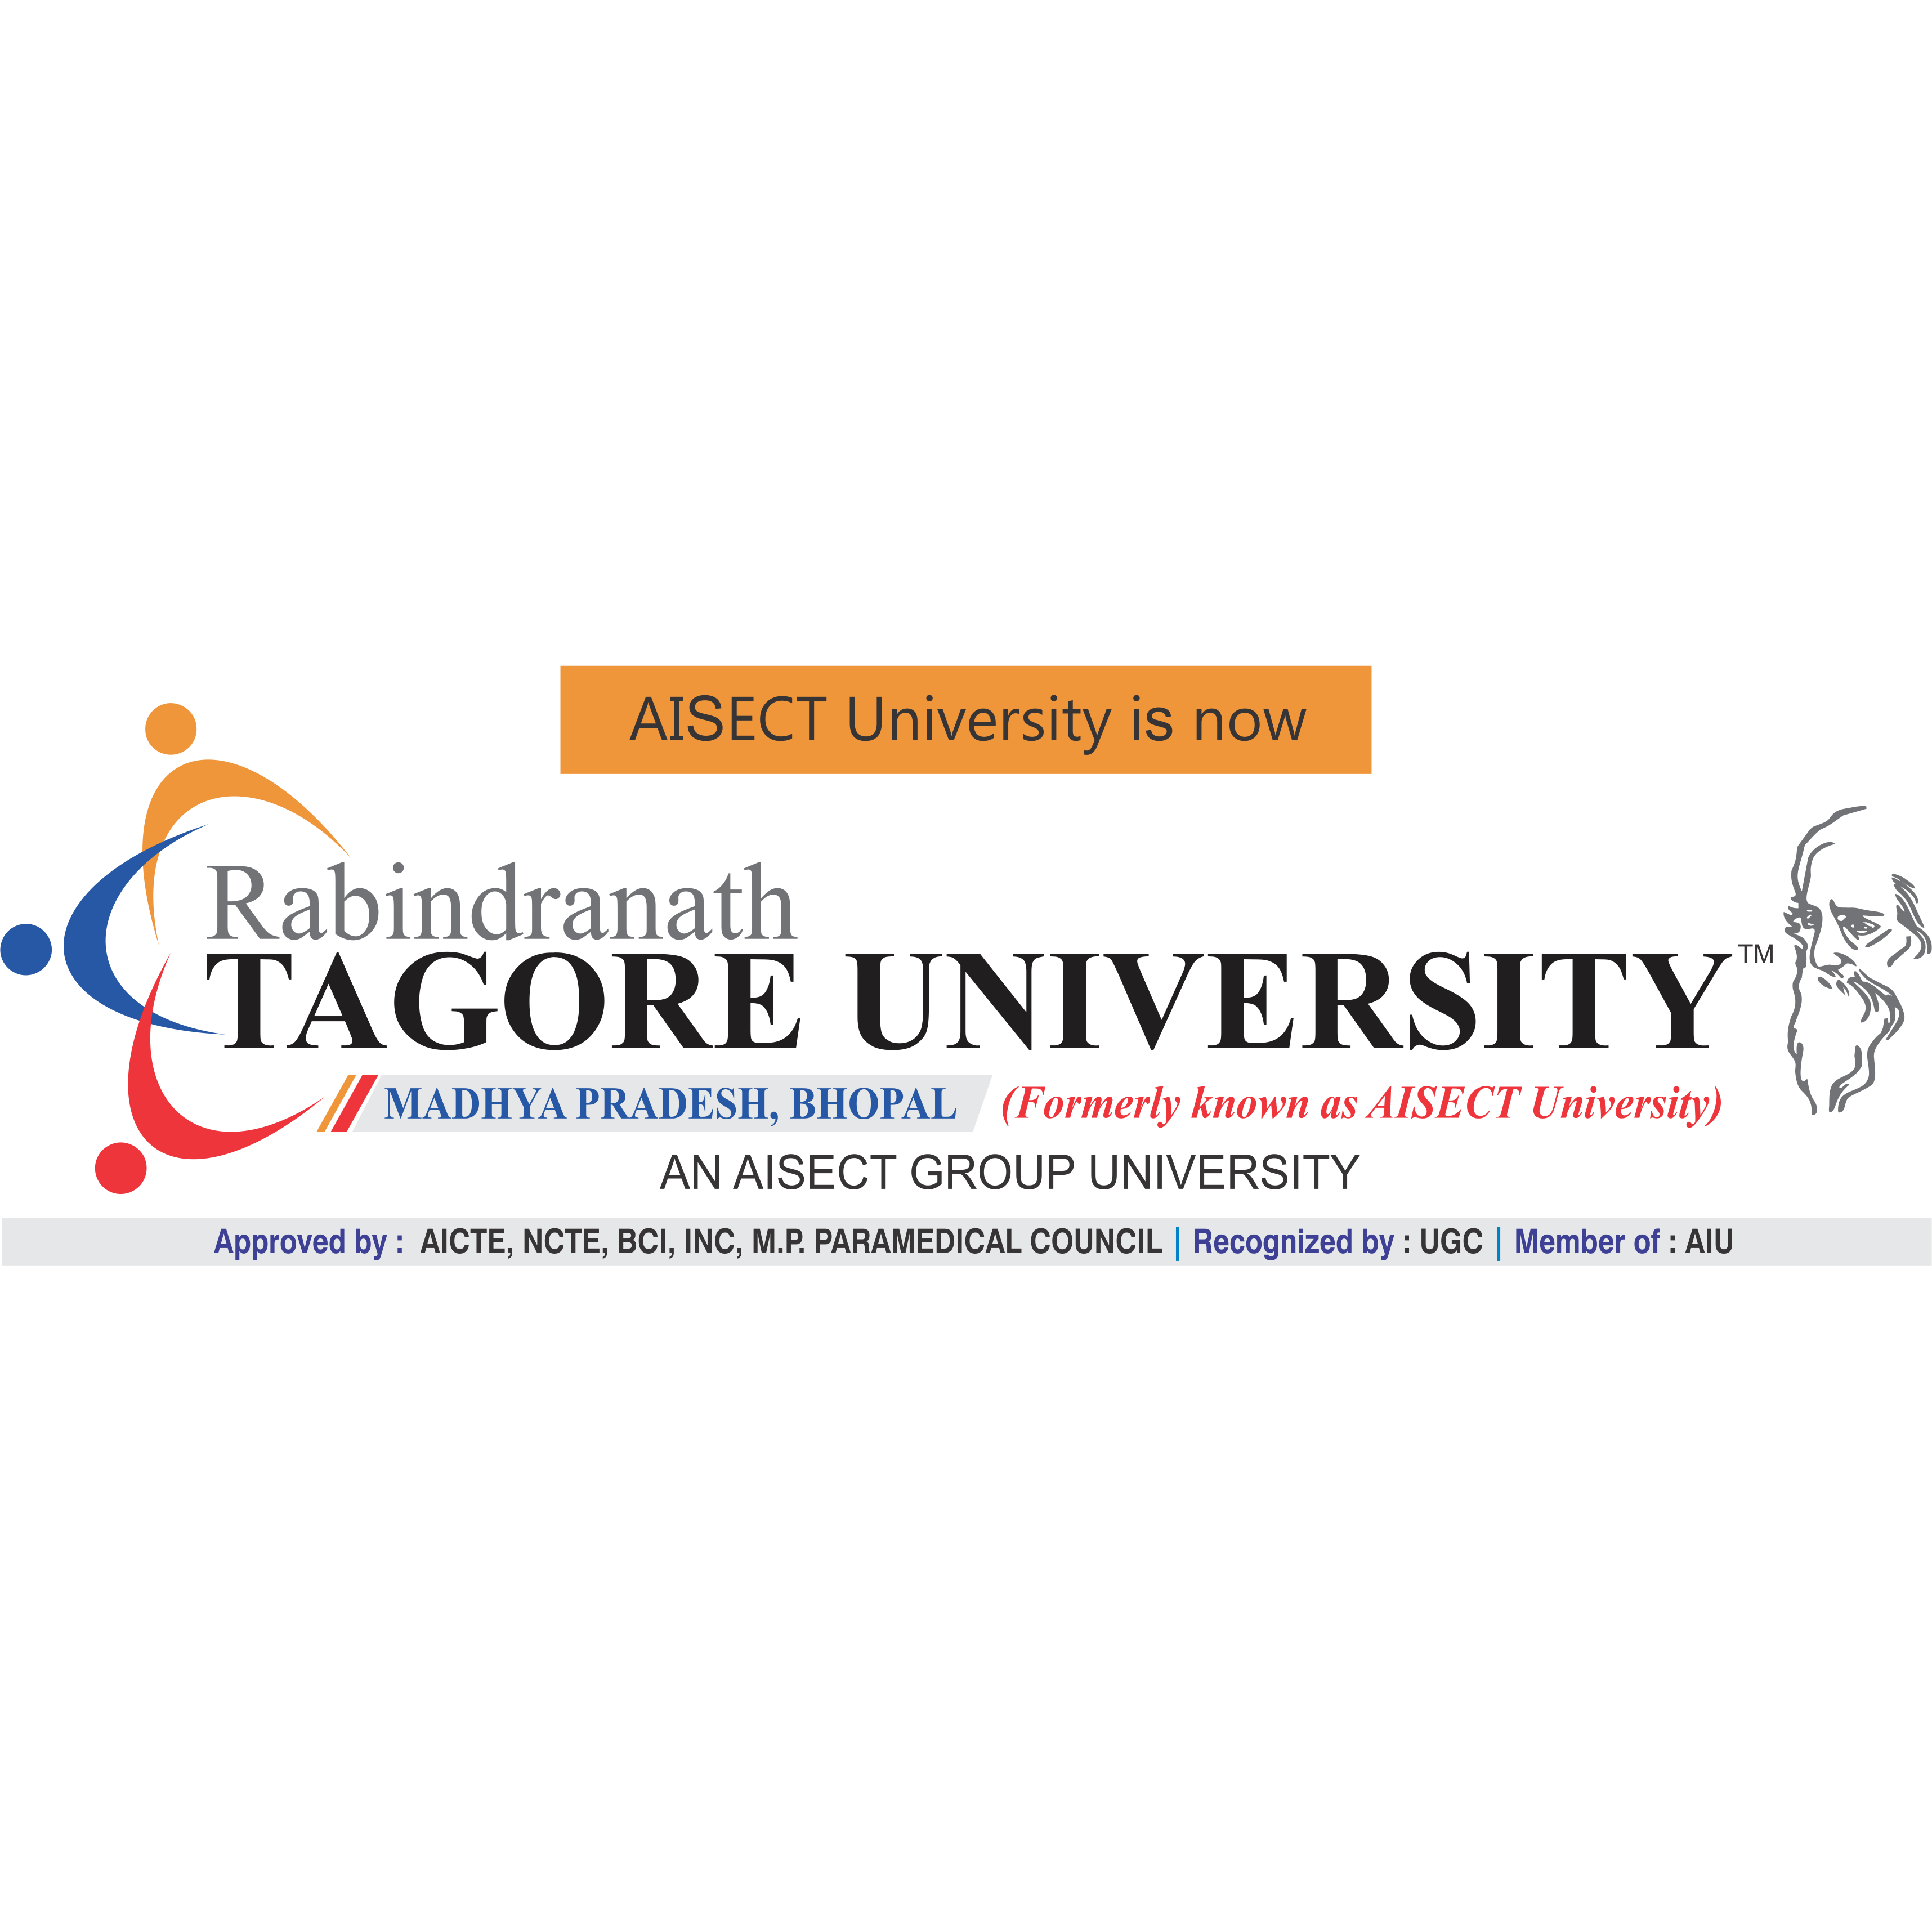 AISECT University is now
Rabindranath
TAGORE UNIVERSITY™
MADHYA PRADESH, BHOPAL (Formerly known as AISECT University)
AN AISECT GROUP UNIVERSITY
Approved by : AICTE, NCTE, BCI, INC, M.P. PARAMEDICAL COUNCIL | Recognized by : UGC | Member of : AIU